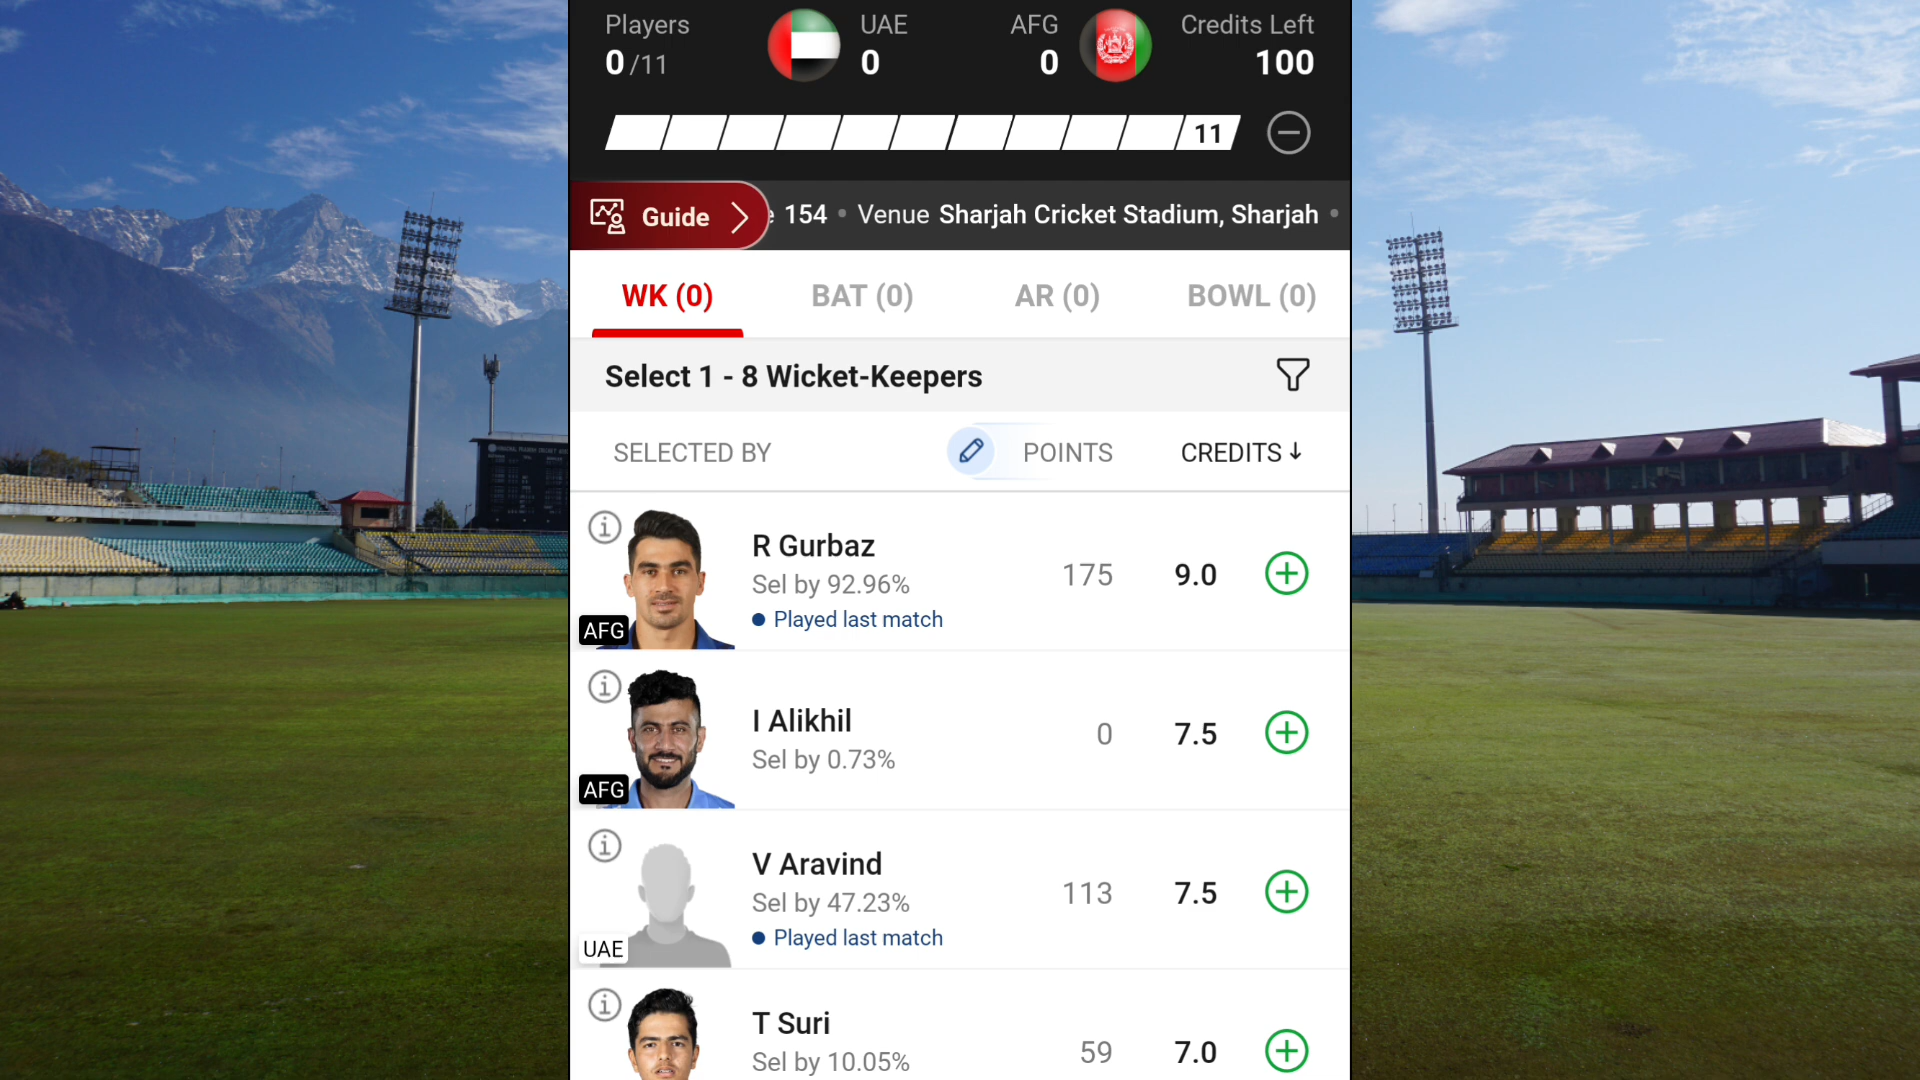 Players
0 /11
UAE
0
AFG
0
Credits Left
100
11
Guide
154 • Venue Sharjah Cricket Stadium, Sharjah •
WK (0)
BAT (0)
AR (0)
BOWL (0)
Select 1 - 8 Wicket-Keepers
SELECTED BY
POINTS
CREDITS ↓
R Gurbaz
Sel by 92.96%
Played last match
AFG
175
9.0
I Alikhil
Sel by 0.73%
AFG
0
7.5
V Aravind
Sel by 47.23%
Played last match
UAE
113
7.5
T Suri
Sel by 10.05%
59
7.0